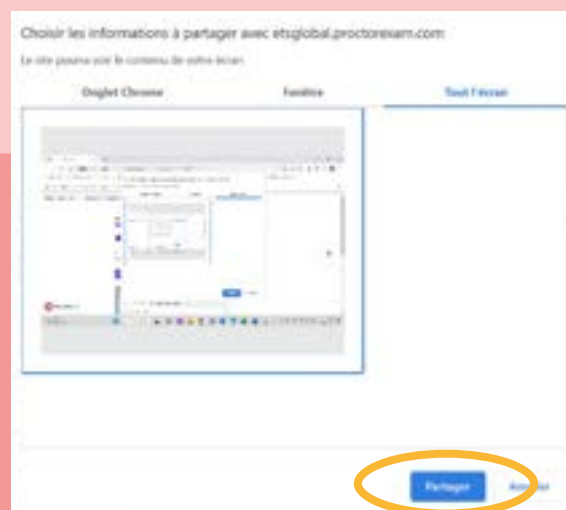 Choisir les informations à partager avec etsglobal.proctorexam.com
Le site pourra voir le contenu de votre écran
Onglet Chrome Fenêtre Tout l'écran
Partager Annuler